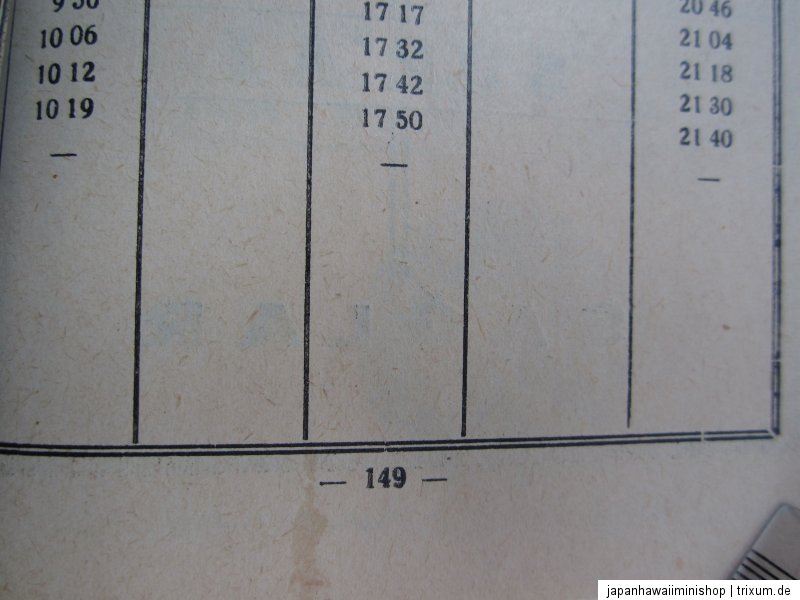 17 17 20 46
10 06 17 32 21 04
10 12 17 42 21 18
10 19 17 50 21 30
— — 21 40
—
— 149 —
japanhawaiiminishop | trixum.de